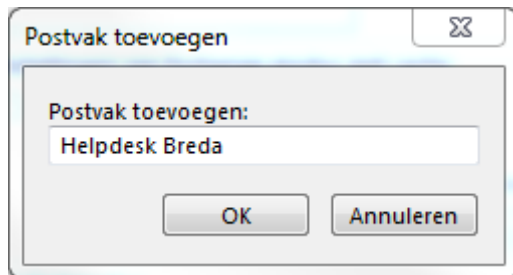 Postvak toevoegen
Postvak toevoegen:
Helpdesk Breda
OK
Annuleren